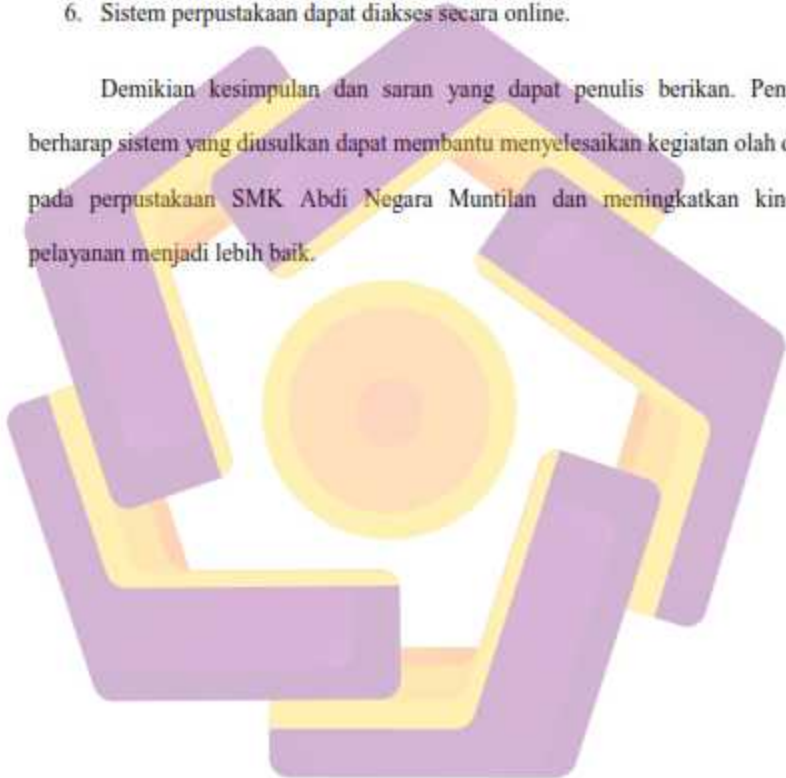 6. Sistem perpustakaan dapat diakses secara online.
Demikian kesimpulan dan saran yang dapat penulis berikan. Pen
berharap sistem yang diusulkan dapat membantu menyelesaikan kegiatan olah
pada perpustakaan SMK Abdi Negara Muntilan dan meningkatkan kin
pelayanan menjadi lebih baik.